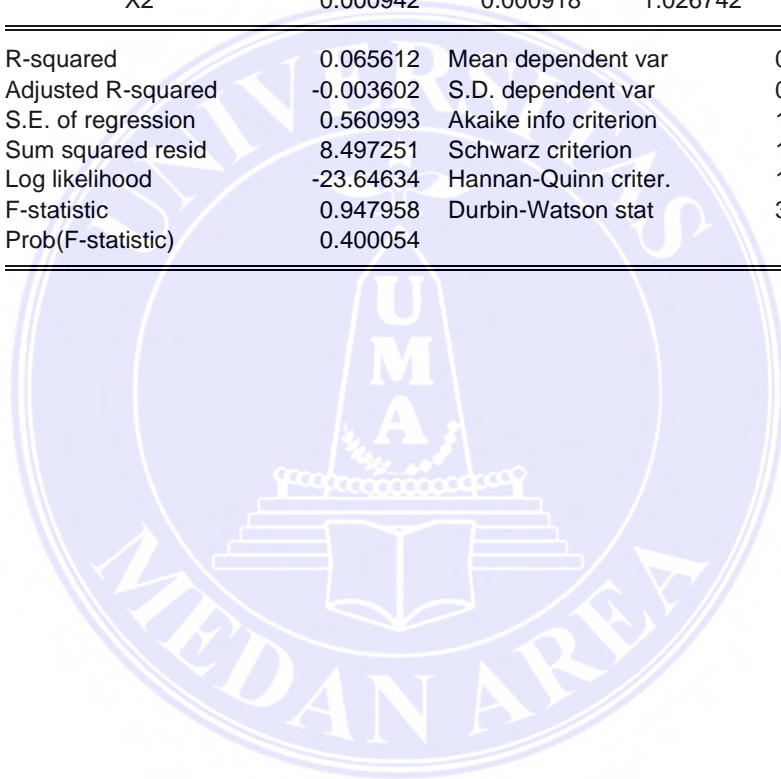 X2 0.000942 0.000918 1.026742
R-squared 0.065612 Mean dependent var
Adjusted R-squared -0.003602 S.D. dependent var
S.E. of regression 0.560993 Akaike info criterion
Sum squared resid 8.497251 Schwarz criterion
Log likelihood -23.64634 Hannan-Quinn criter.
F-statistic 0.947958 Durbin-Watson stat
Prob(F-statistic) 0.400054
UNIVERSITAS
UMA
MEDAN AREA